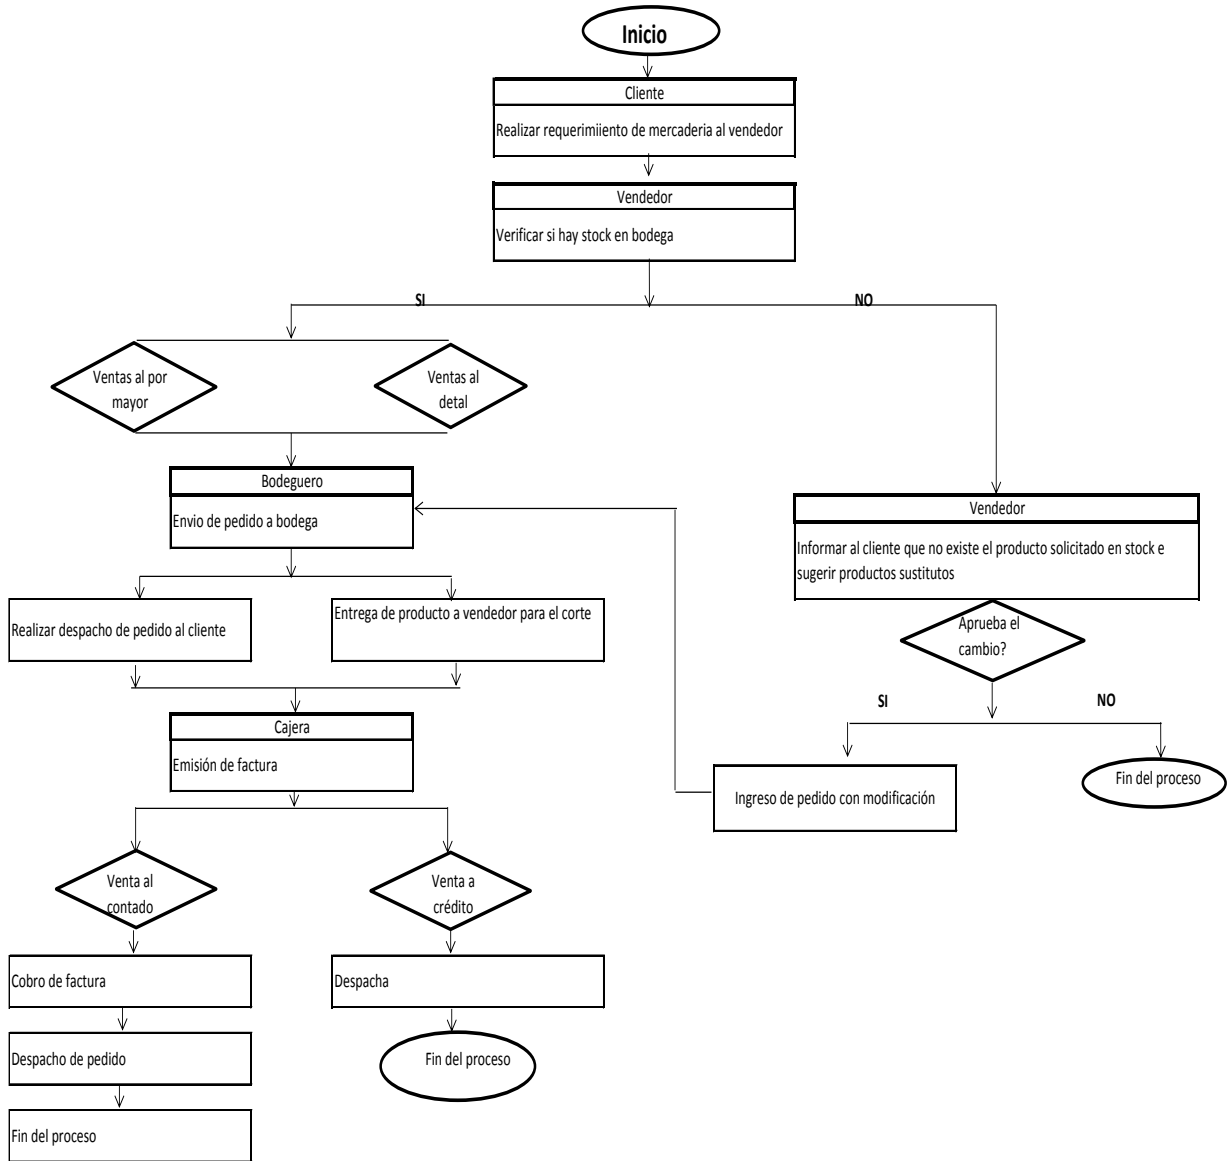 Inicio
Cliente
Realizar requerimiiento de mercaderia al vendedor
Vendedor
Verificar si hay stock en bodega
SI
NO
Ventas al por
mayor
Ventas al
detal
Bodeguero
Envio de pedido a bodega
Vendedor
Informar al cliente que no existe el producto solicitado en stock e
sugerir productos sustitutos
Realizar despacho de pedido al cliente
Entrega de producto a vendedor para el corte
Aprueba el
cambio?
SI
NO
Cajera
Emisión de factura
Ingreso de pedido con modificación
Fin del proceso
Venta al
contado
Venta a
crédito
Cobro de factura
Despacha
Despacho de pedido
Fin del proceso
Fin del proceso